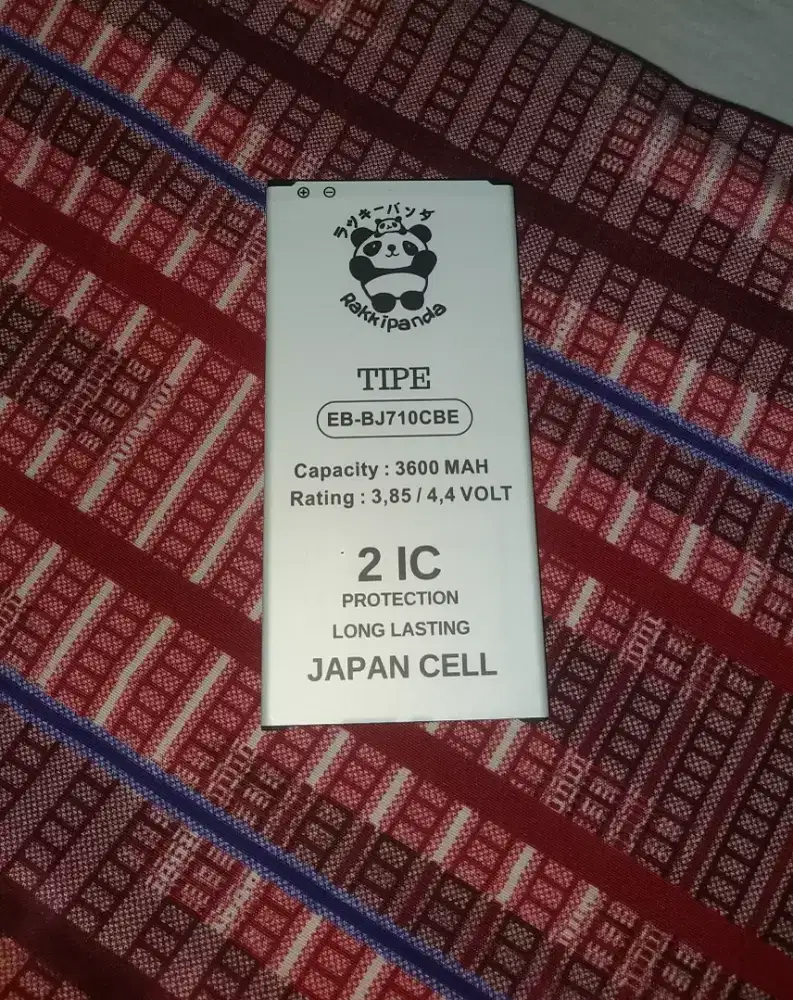 ⊕ ⊖
ラッキーパンダ
Rakkipanda
TIPE
EB-BJ710CBE
Capacity : 3600 MAH
Rating : 3,85 / 4,4 VOLT
2 IC
PROTECTION
LONG LASTING
JAPAN CELL